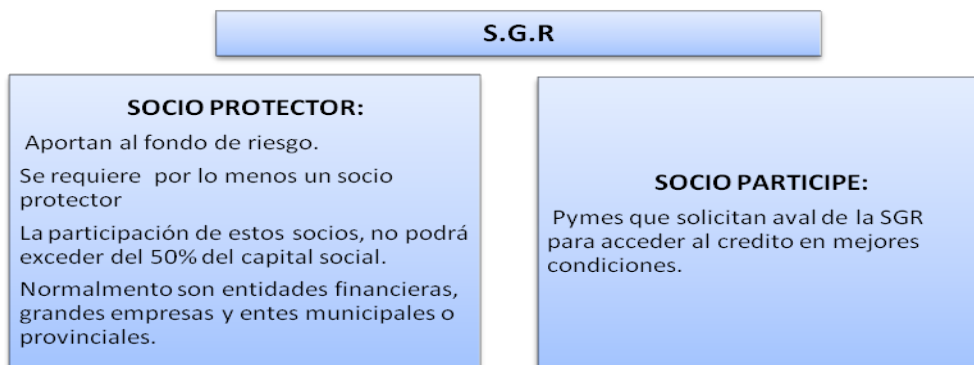 S.G.R
SOCIO PROTECTOR:
Aportan al fondo de riesgo.
Se requiere por lo menos un socio
protector
La participación de estos socios, no podrá
exceder del 50% del capital social.
Normalmento son entidades financieras,
grandes empresas y entes municipales o
provinciales.
SOCIO PARTICIPE:
Pymes que solicitan aval de la SGR
para acceder al credito en mejores
condiciones.